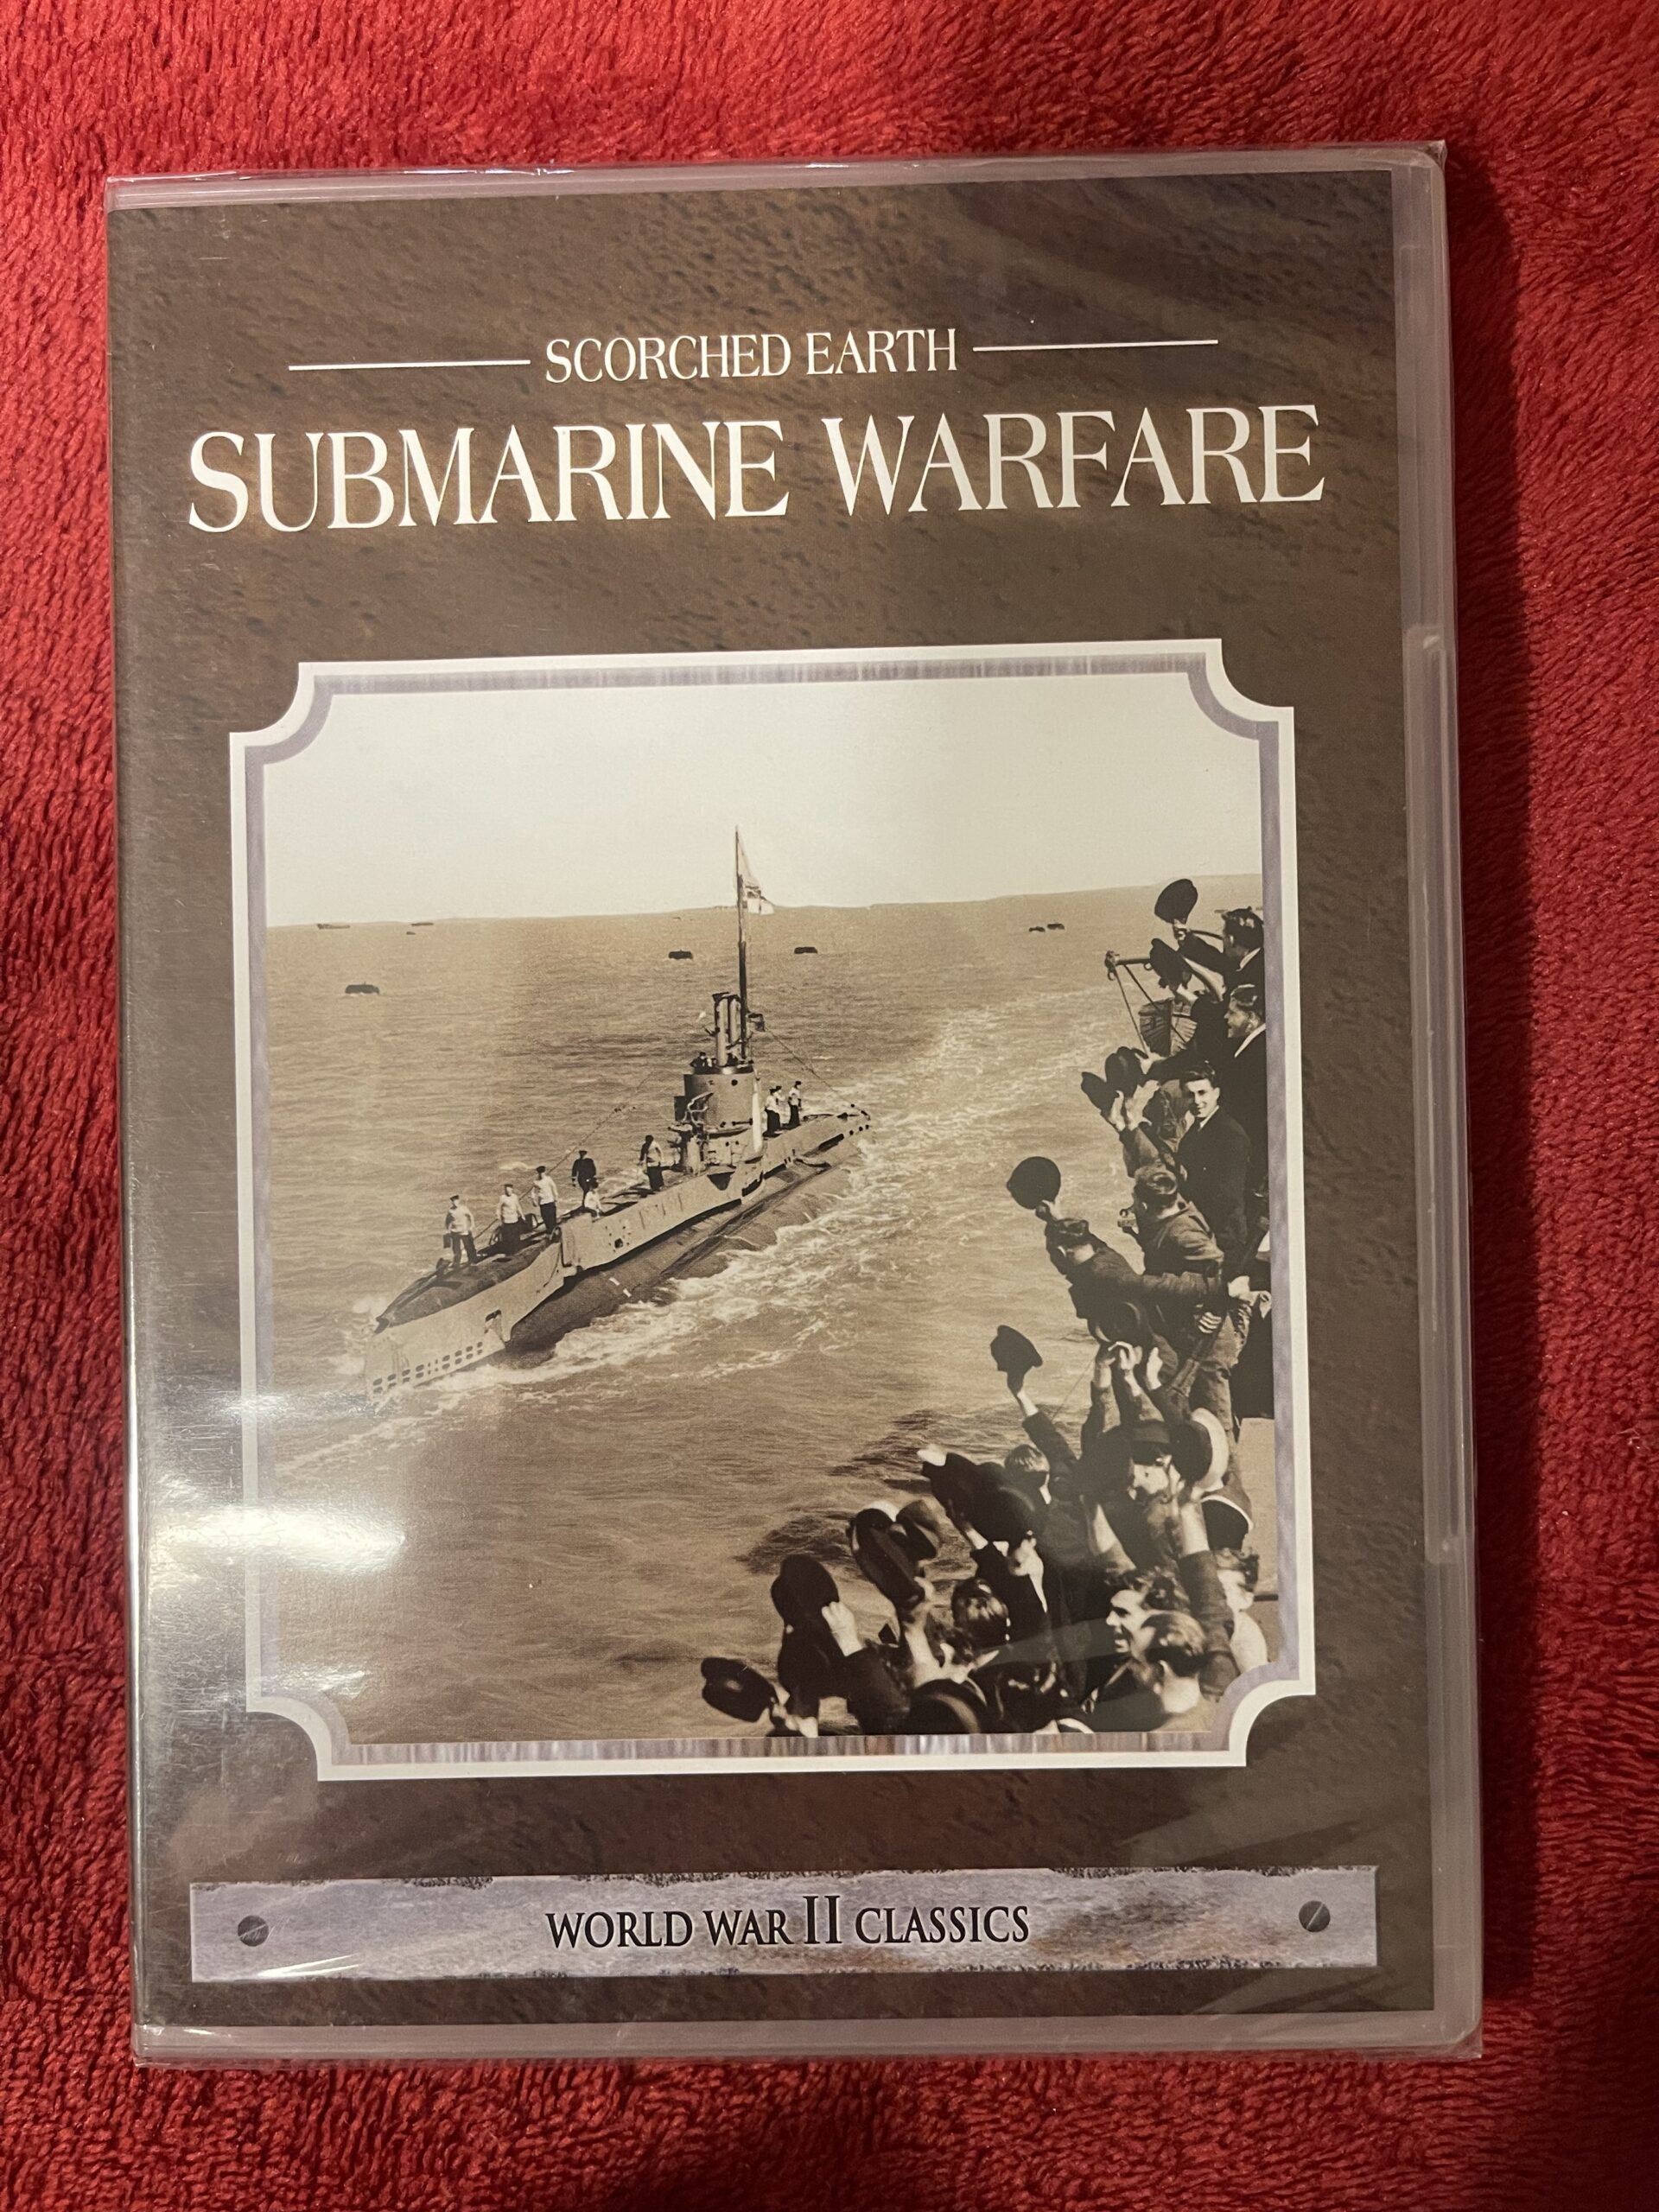 SCORCHED EARTH
SUBMARINE WARFARE
WORLD WAR II CLASSICS